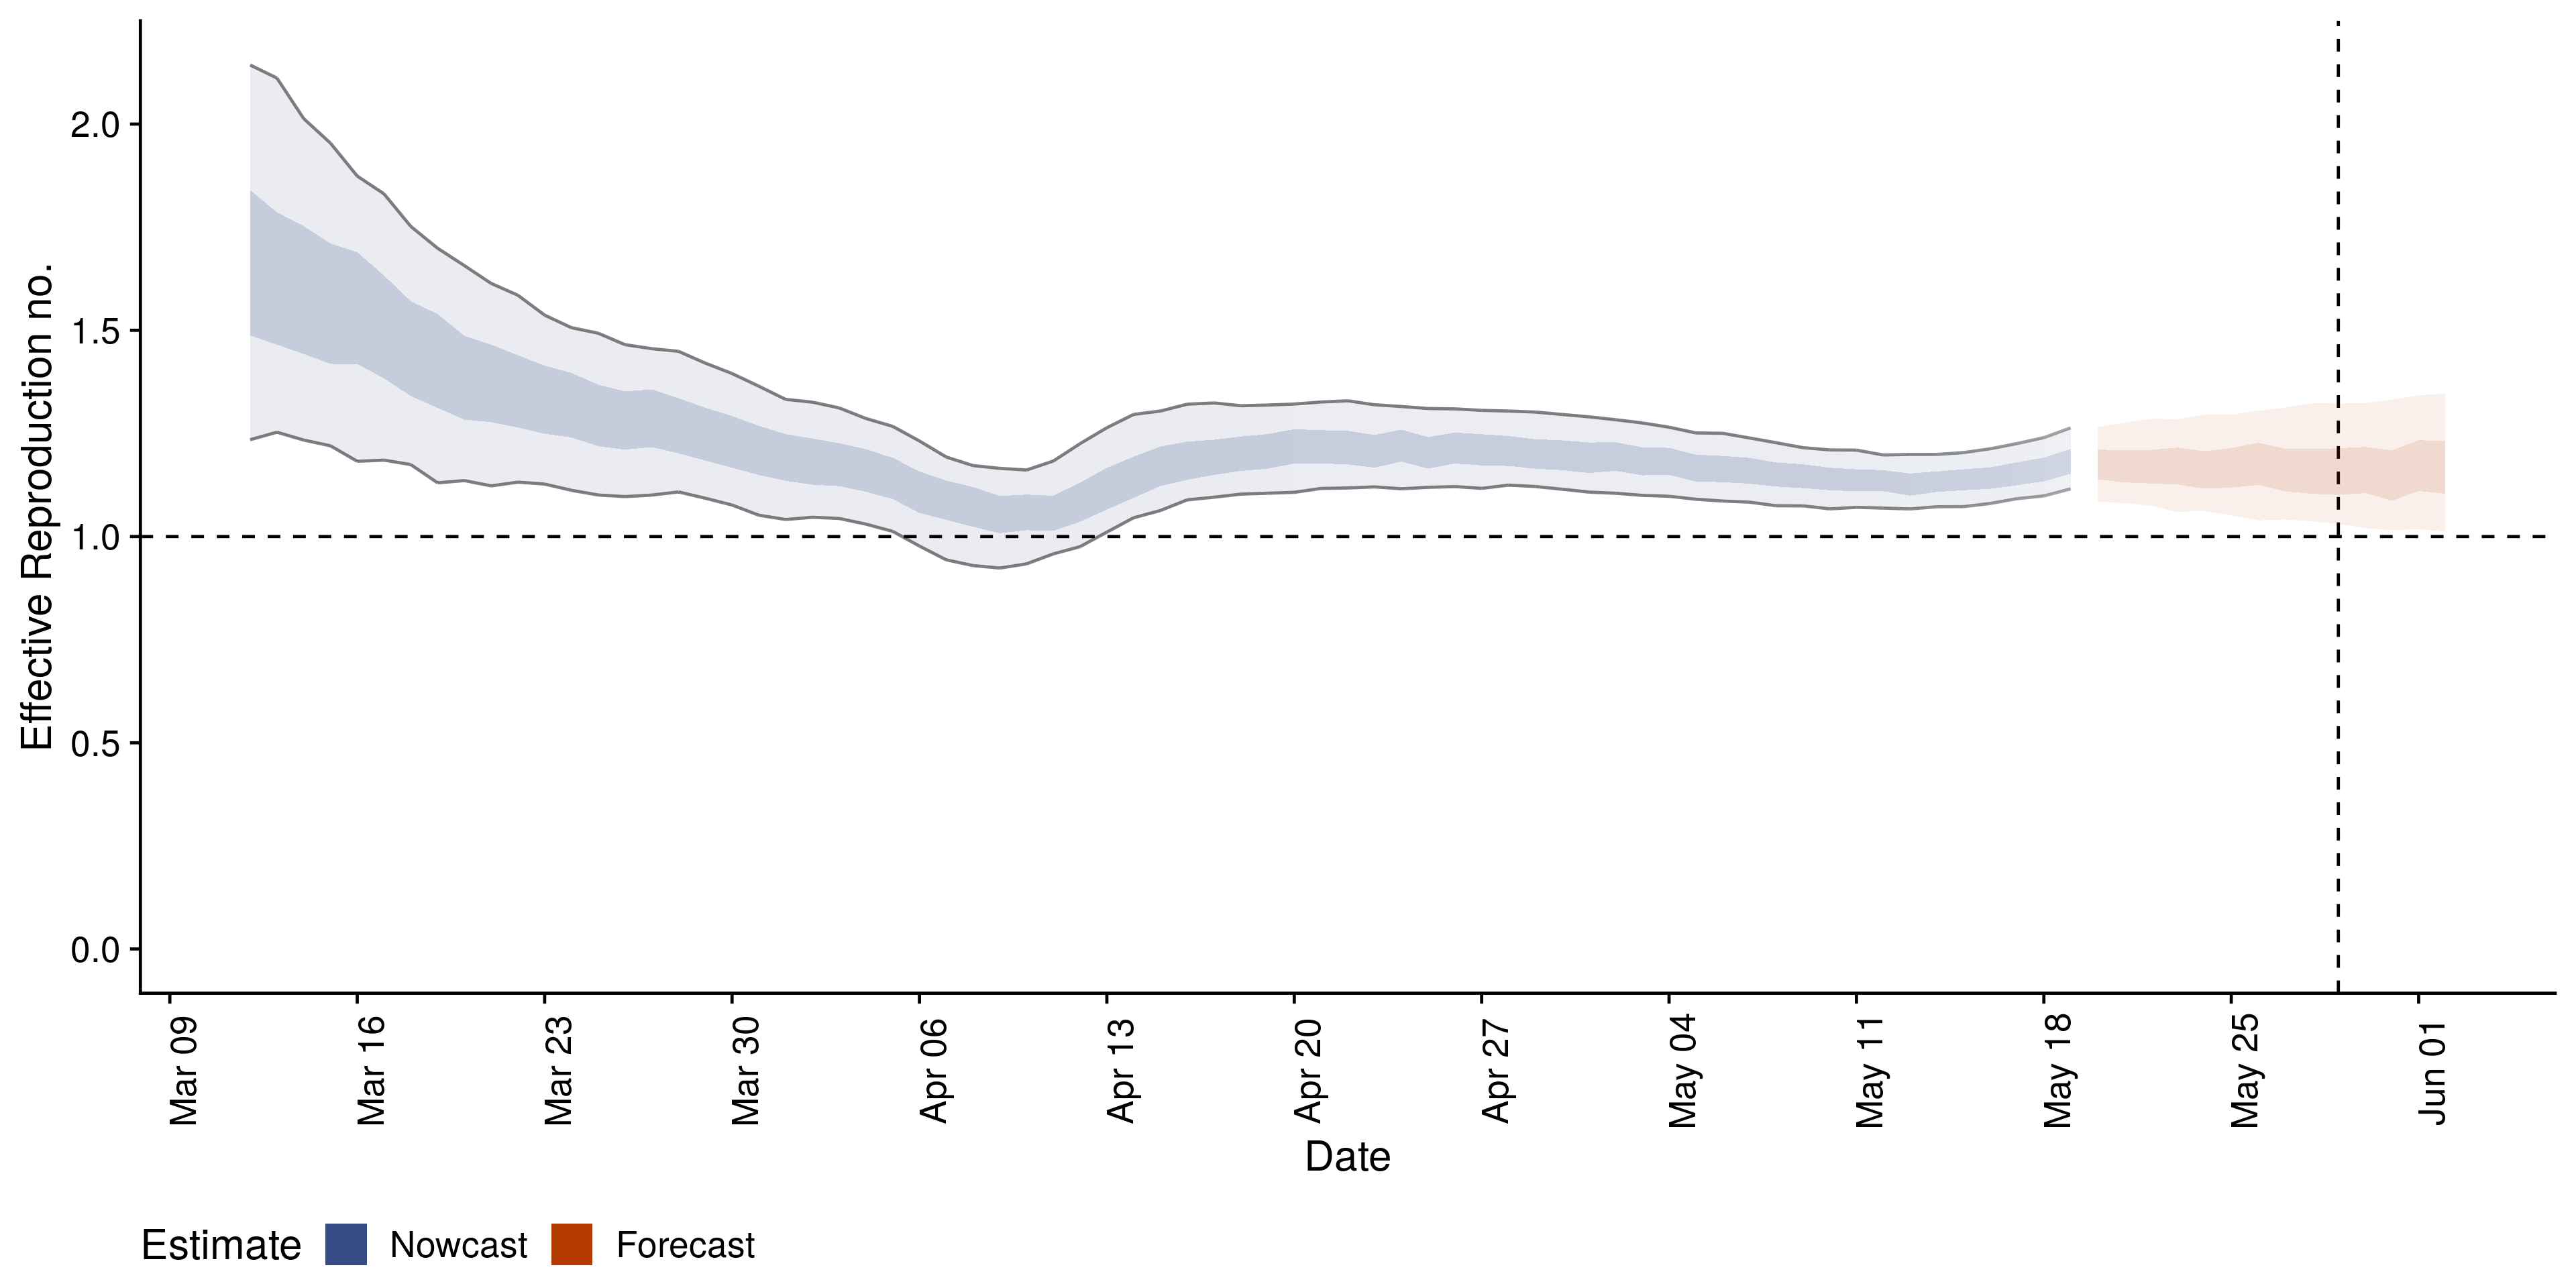 Effective Reproduction no.
2.0
1.5
1.0
0.5
0.0
Mar 09
Mar 16
Mar 23
Mar 30
Apr 06
Apr 13
Apr 20
Apr 27
May 04
May 11
May 18
May 25
Jun 01
Date
Estimate Nowcast Forecast